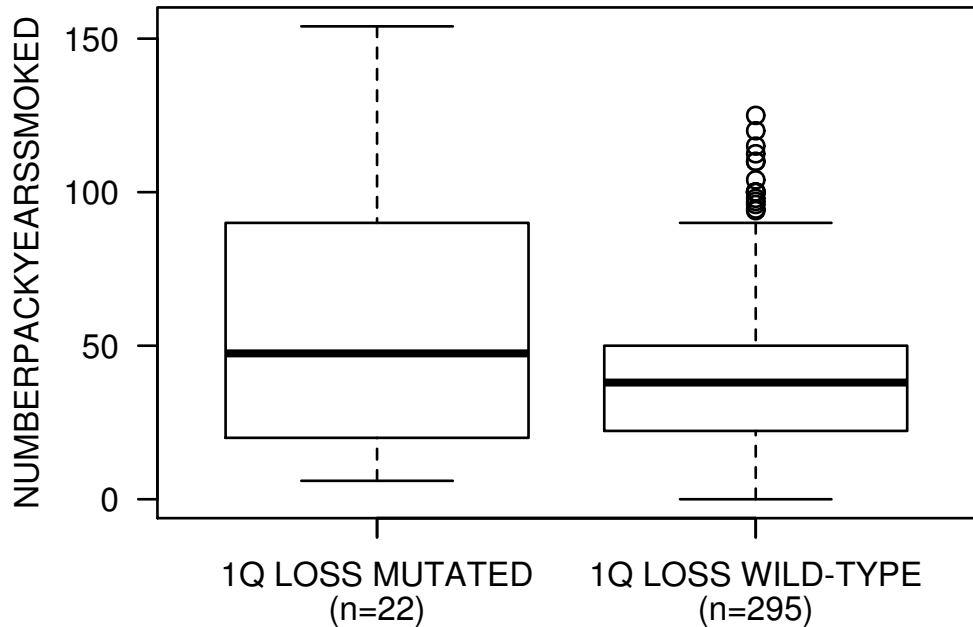 NUMBERPACKYEARSSMOKED
150
100
50
0
1Q LOSS MUTATED
(n=22)
1Q LOSS WILD-TYPE
(n=295)